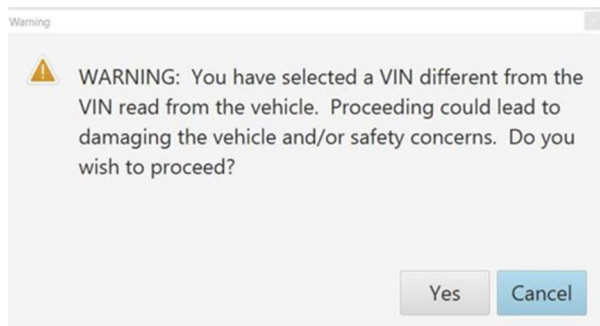 Warning
WARNING: You have selected a VIN different from the
VIN read from the vehicle. Proceeding could lead to
damaging the vehicle and/or safety concerns. Do you
wish to proceed?
Yes
Cancel